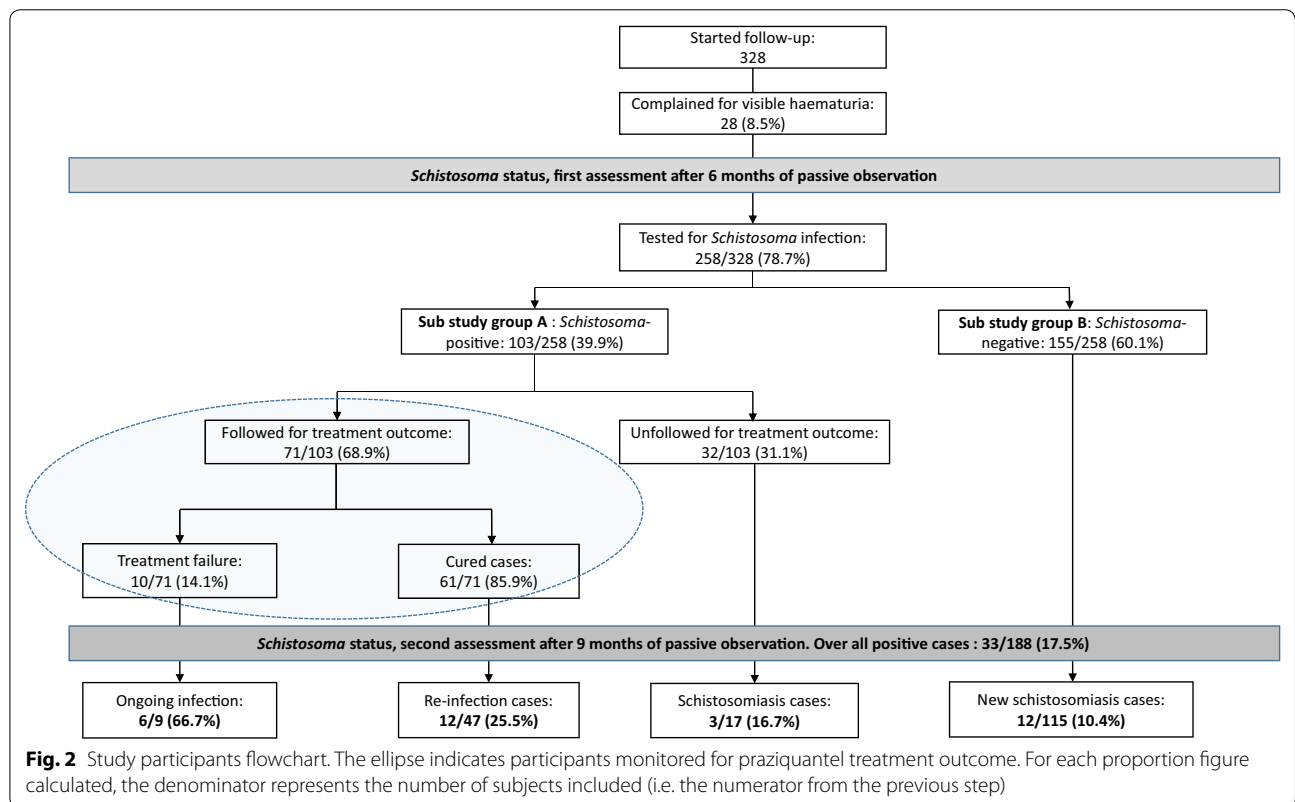 Started follow-up:
328
Complained for visible haematuria:
28 (8.5%)
Schistosoma status, first assessment after 6 months of passive observation
Tested for Schistosoma infection:
258/328 (78.7%)
Sub study group A : Schistosoma-
positive: 103/258 (39.9%)
Sub study group B: Schistosoma-
negative: 155/258 (60.1%)
Followed for treatment outcome:
71/103 (68.9%)
Unfollowed for treatment outcome:
32/103 (31.1%)
Treatment failure:
10/71 (14.1%)
Cured cases:
61/71 (85.9%)
Schistosoma status, second assessment after 9 months of passive observation. Over all positive cases : 33/188 (17.5%)
Ongoing infection:
6/9 (66.7%)
Re-infection cases:
12/47 (25.5%)
Schistosomiasis cases:
3/17 (16.7%)
New schistosomiasis cases:
12/115 (10.4%)
Fig. 2 Study participants flowchart. The ellipse indicates participants monitored for praziquantel treatment outcome. For each proportion figure
calculated, the denominator represents the number of subjects included (i.e. the numerator from the previous step)